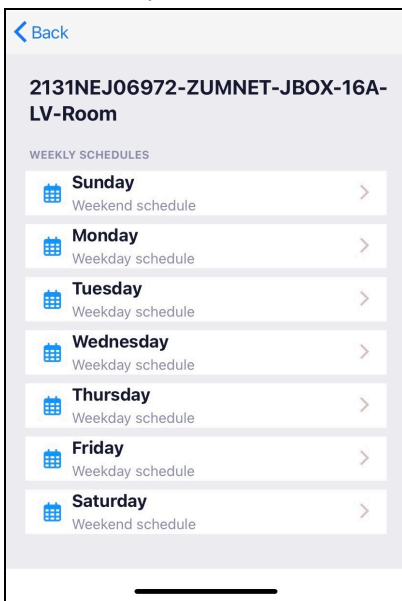 Back
2131NEJ06972-ZUMNET-JBOX-16A-
LV-Room
WEEKLY SCHEDULES
Sunday
Weekend schedule
Monday
Weekday schedule
Tuesday
Weekday schedule
Wednesday
Weekday schedule
Thursday
Weekday schedule
Friday
Weekday schedule
Saturday
Weekend schedule